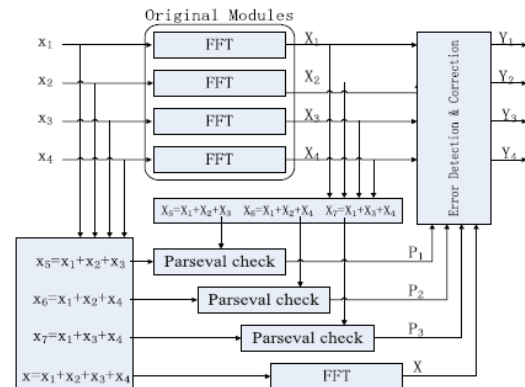 Original Modules
x₁ FFT X₁ Y₁
x₂ FFT X₂ Y₂
x₃ FFT X₃ Y₃
x₄ FFT X₄ Y₄
Error Detection & Correction
X₅=X₁+X₂+X₃ X₆=X₁+X₂+X₄ X₇=X₁+X₃+X₄
x₅=x₁+x₂+x₃ Parseval check P₁
x₆=x₁+x₂+x₄ Parseval check P₂
x₇=x₁+x₃+x₄ Parseval check P₃
x=x₁+x₂+x₃+x₄ FFT X